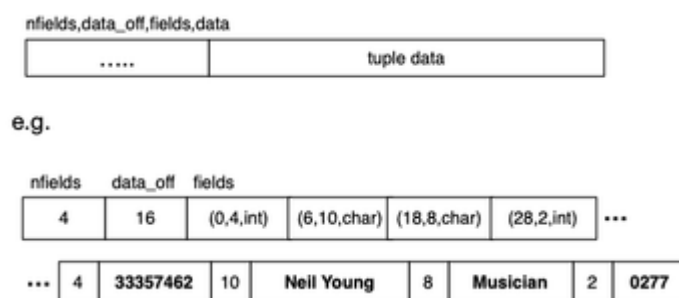 nfields,data_off,fields,data
..... tuple data
e.g.
nfields data_off fields
4 16 (0,4,int) (6,10,char) (18,8,char) (28,2,int) •••
••• 4 33357462 10 Neil Young 8 Musician 2 0277